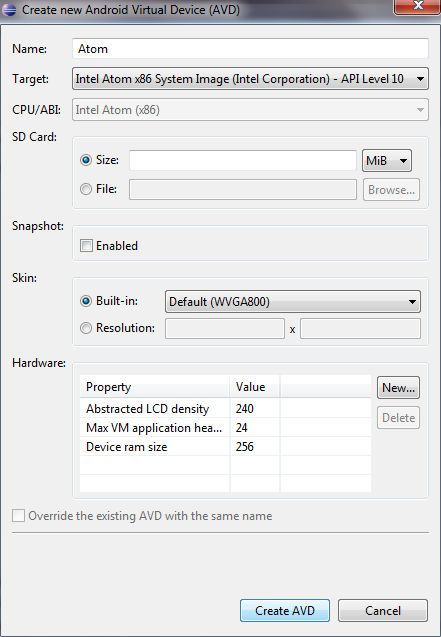 Create new Android Virtual Device (AVD)
Name: Atom
Target: Intel Atom x86 System Image (Intel Corporation) - API Level 10
CPU/ABI: Intel Atom (x86)
SD Card:
Size: MiB
File: Browse...
Snapshot:
Enabled
Skin:
Built-in: Default (WVGA800)
Resolution: x
Hardware:
Property Value New...
Abstracted LCD density 240 Delete
Max VM application hea... 24
Device ram size 256
Override the existing AVD with the same name
Create AVD Cancel